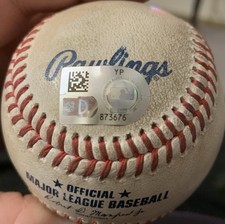 Rawlings
YP
873676
OFFICIAL
MAJOR LEAGUE BASEBALL